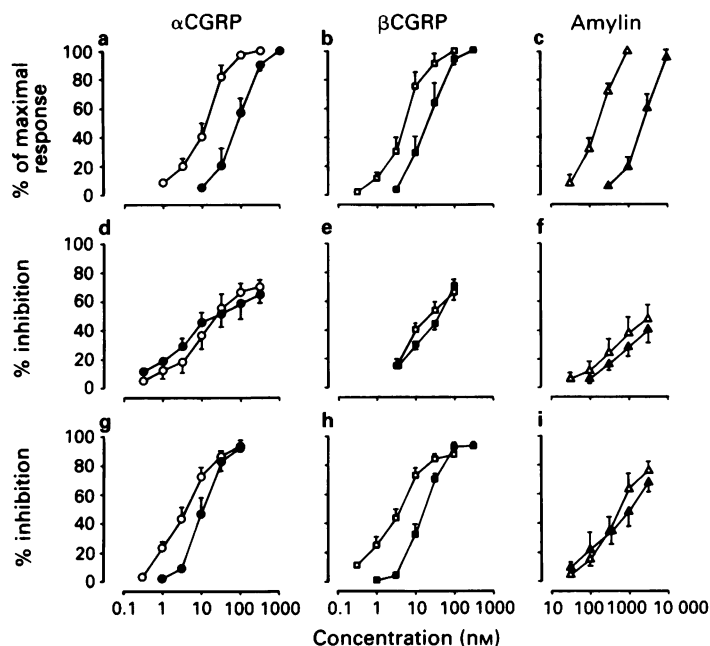 αCGRP βCGRP Amylin
a b c
% of maximal
response
100
80
60
40
20
0
d e f
% inhibition
100
80
60
40
20
0
g h i
% inhibition
100
80
60
40
20
0
0.1 1 10 100 1000 0.1 1 10 100 1000 10 100 1000 10 000
Concentration (nM)